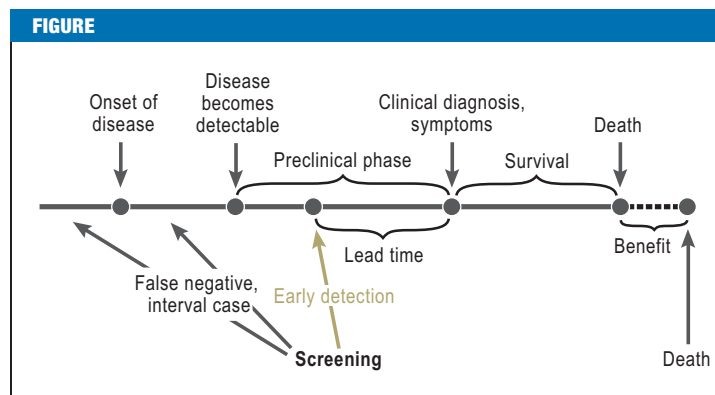 FIGURE
Onset of
disease
Disease
becomes
detectable
Clinical diagnosis,
symptoms
Death
Preclinical phase
Survival
Lead time
Benefit
False negative,
interval case
Early detection
Screening
Death